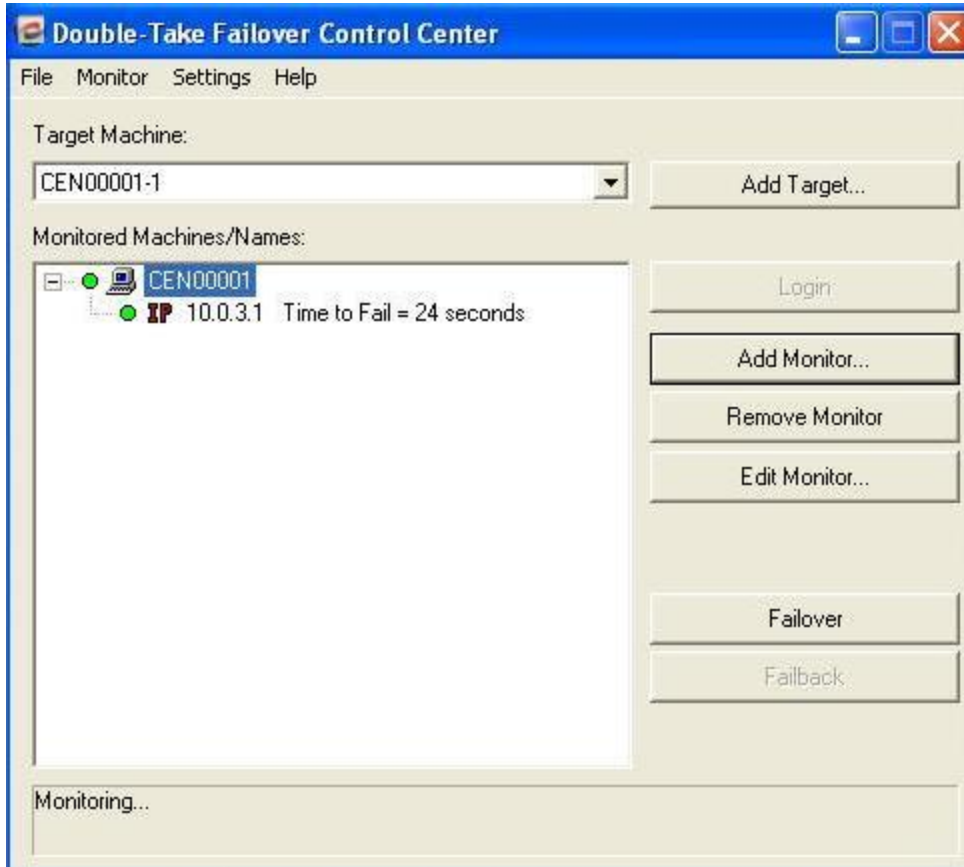 Double-Take Failover Control Center
File Monitor Settings Help
Target Machine:
CEN00001-1
Add Target...
Monitored Machines/Names:
CEN00001
Login
IP 10.0.3.1 Time to Fail = 24 seconds
Add Monitor...
Remove Monitor
Edit Monitor...
Failover
Failback
Monitoring...